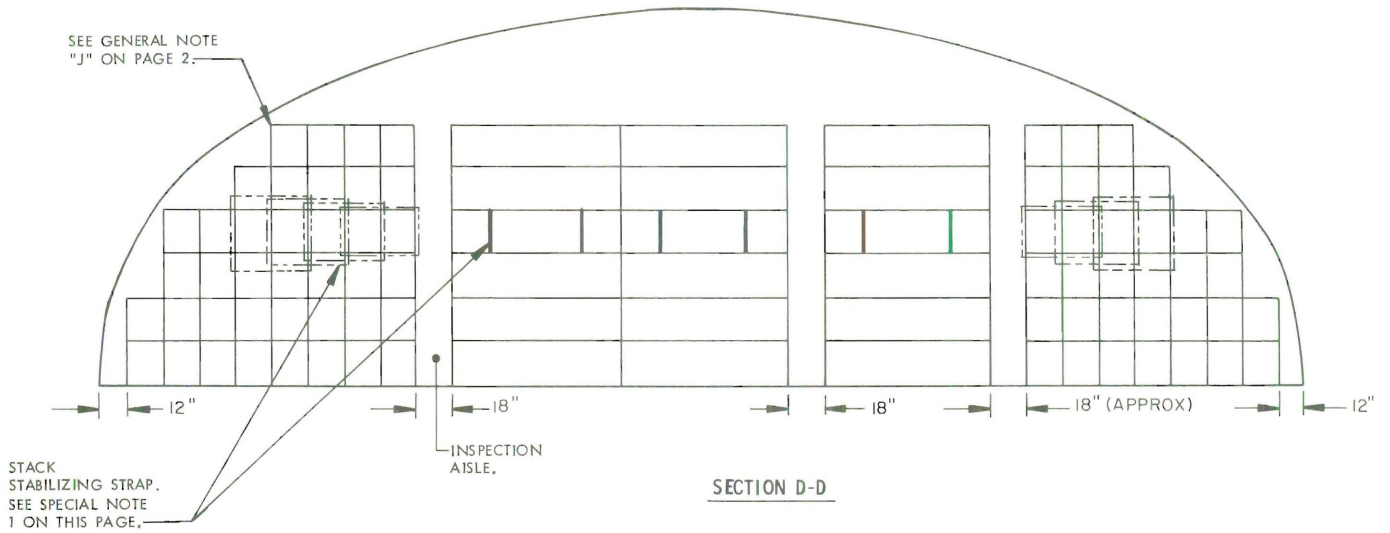 SEE GENERAL NOTE
"J" ON PAGE 2.
12"
18"
18"
18" (APPROX)
12"
INSPECTION
AISLE.
STACK
STABILIZING STRAP.
SEE SPECIAL NOTE
1 ON THIS PAGE.
SECTION D-D